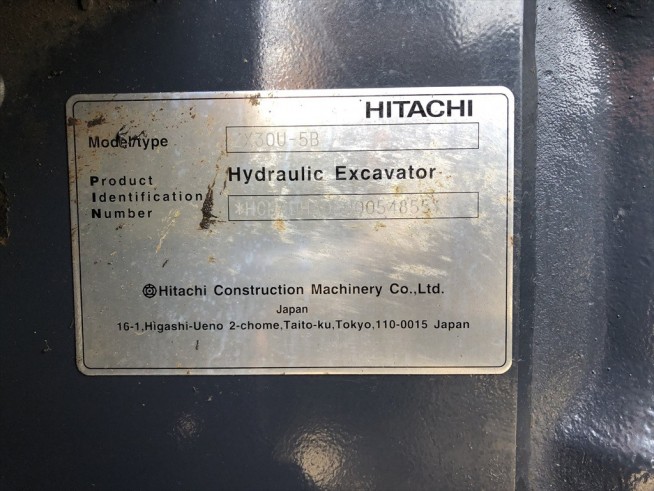 HITACHI
Model/type
ZX30U-5B
Hydraulic Excavator
Product
Identification
Number
Hitachi Construction Machinery Co.,Ltd.
Japan
16-1,Higashi-Ueno 2-chome,Taito-ku,Tokyo,110-0015 Japan